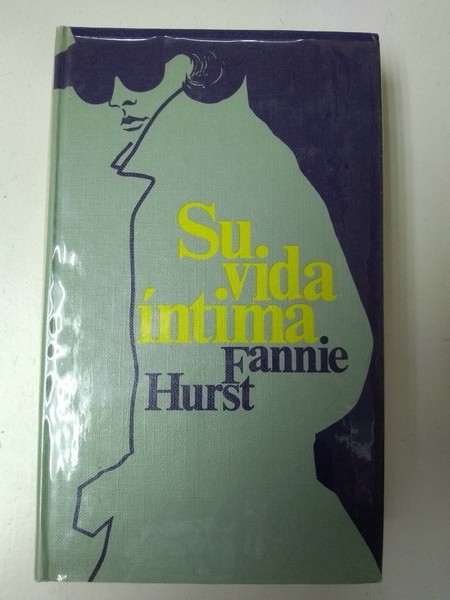 Su
vida
íntima
Fannie
Hurst